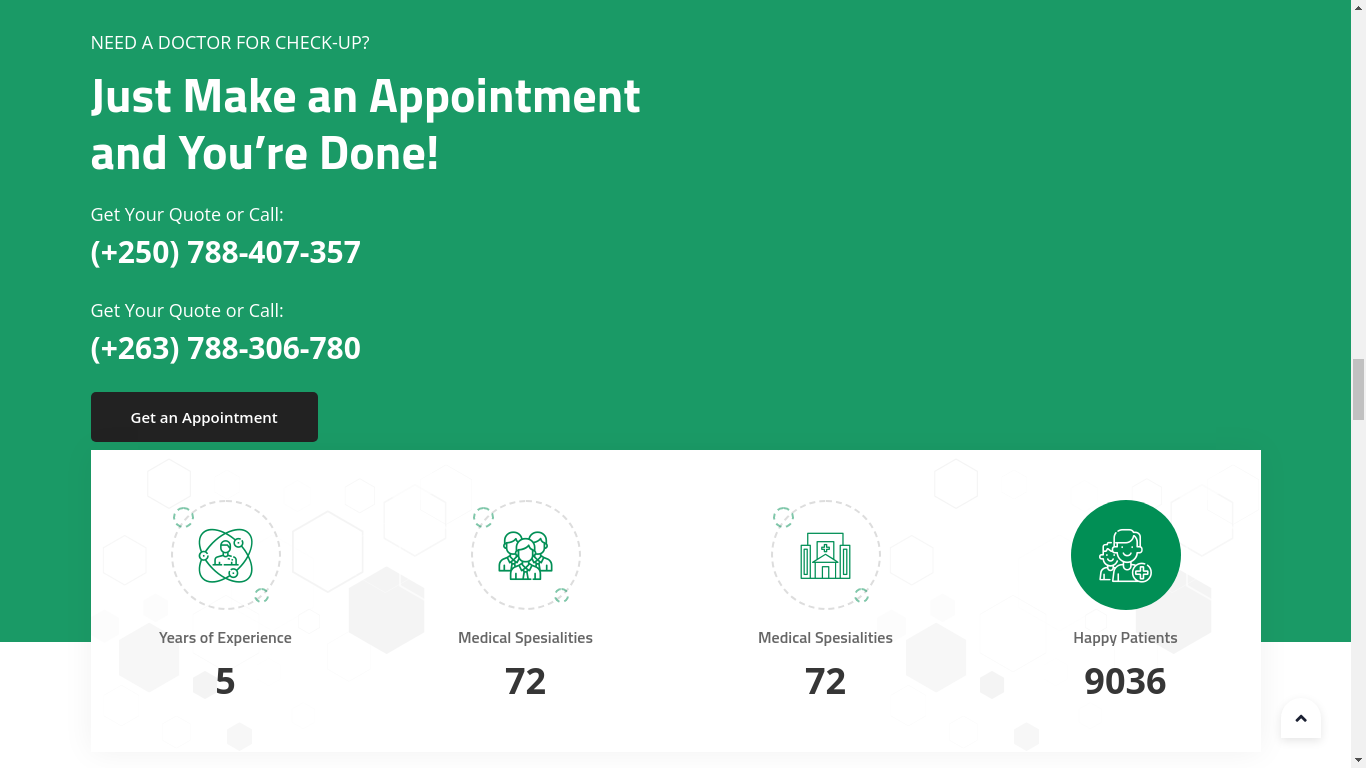 NEED A DOCTOR FOR CHECK-UP?
Just Make an Appointment
and You’re Done!
Get Your Quote or Call:
(+250) 788-407-357
Get Your Quote or Call:
(+263) 788-306-780
Get an Appointment
Years of Experience
5
Medical Spesialities
72
Medical Spesialities
72
Happy Patients
9036